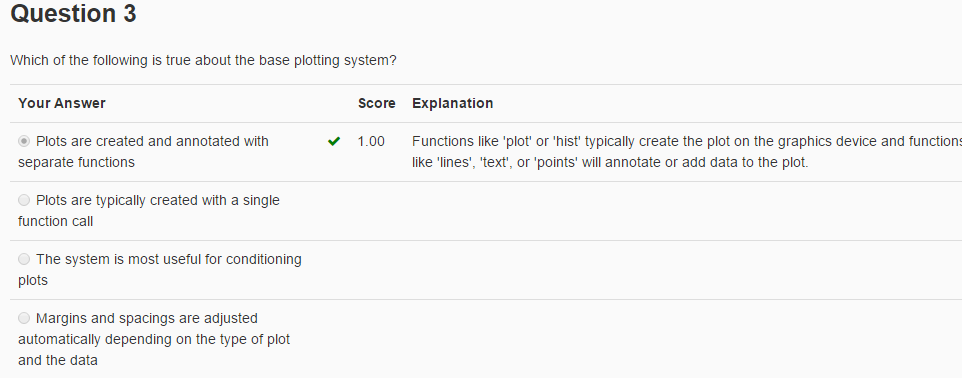 Question 3
Which of the following is true about the base plotting system?
Your Answer Score Explanation
Plots are created and annotated with 1.00 Functions like 'plot' or 'hist' typically create the plot on the graphics device and functions
separate functions like 'lines', 'text', or 'points' will annotate or add data to the plot.
Plots are typically created with a single
function call
The system is most useful for conditioning
plots
Margins and spacings are adjusted
automatically depending on the type of plot
and the data